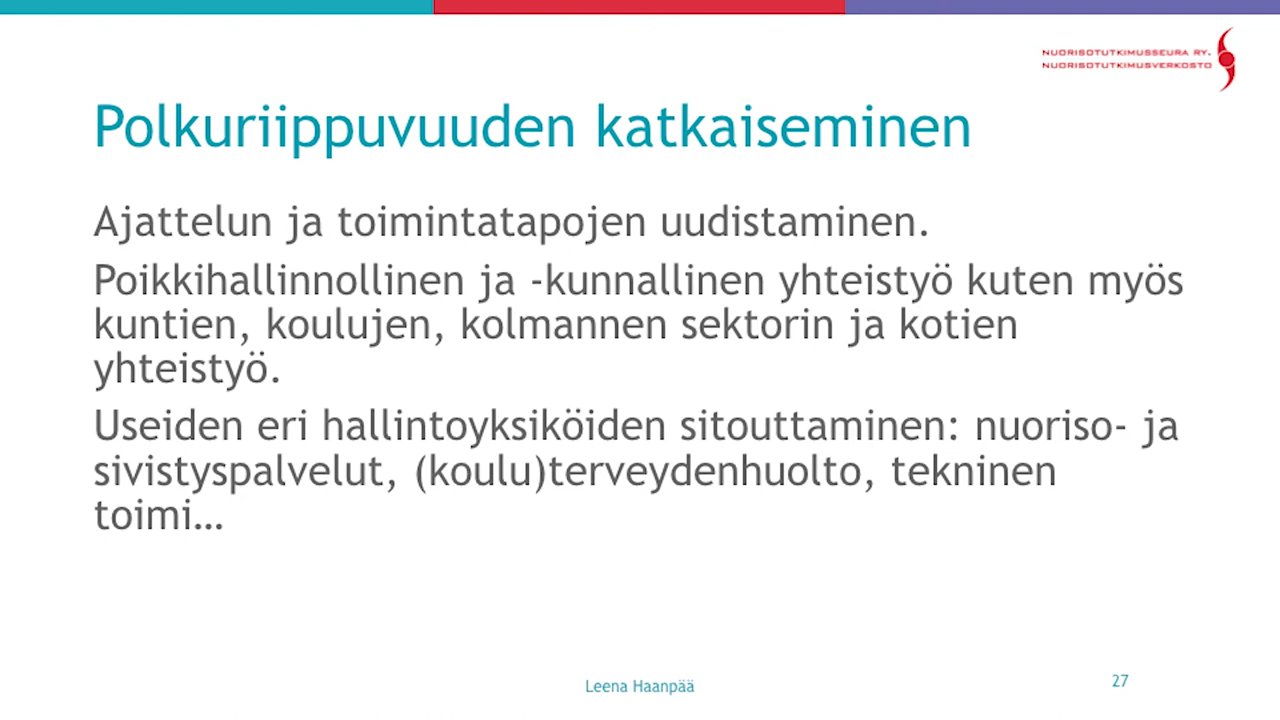 NUORISOTUTKIMUSSEURA RY.
NUORISOTUTKIMUSVERKOSTO
Polkuriippuvuuden katkaiseminen
Ajattelun ja toimintatapojen uudistaminen.
Poikkihallinnollinen ja -kunnallinen yhteistyö kuten myös
kuntien, koulujen, kolmannen sektorin ja kotien
yhteistyö.
Useiden eri hallintoyksiköiden sitouttaminen: nuoriso- ja
sivistyspalvelut, (koulu)terveydenhuolto, tekninen
toimi…
Leena Haanpää
27